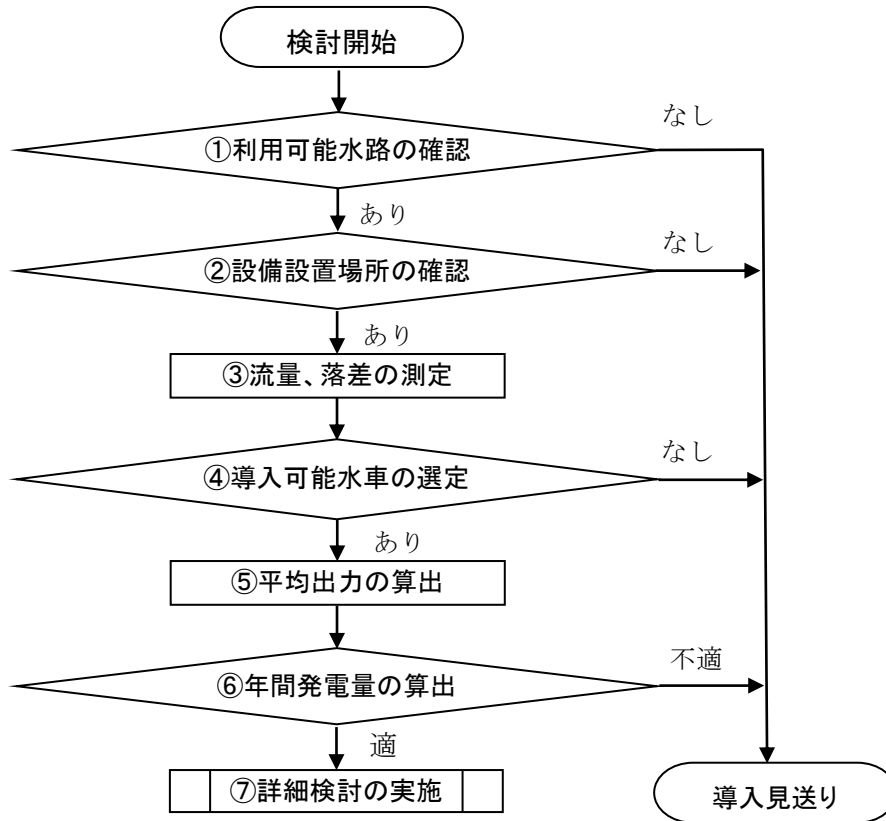 検討開始
なし
①利用可能水路の確認
あり
なし
②設備設置場所の確認
あり
③流量、落差の測定
なし
④導入可能水車の選定
あり
⑤平均出力の算出
不適
⑥年間発電量の算出
適
⑦詳細検討の実施
導入見送り